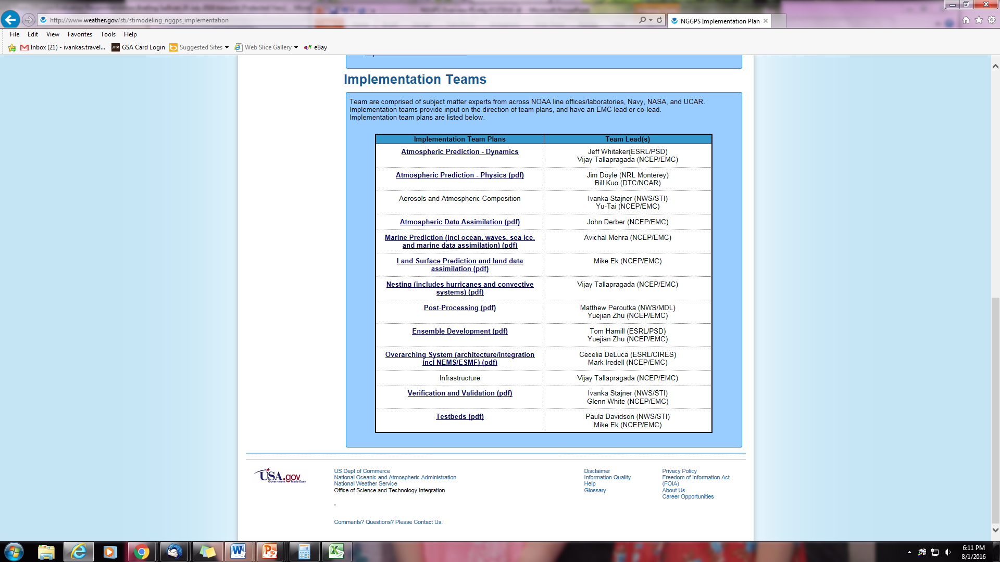 http://www.weather.gov/sti/stimodeling_nggps_implementation
NGGPS Implementation Plan
File Edit View Favorites Tools Help
Inbox (21) - ivankas.travel... GSA Card Login Suggested Sites Web Slice Gallery eBay
Implementation Teams
Team are comprised of subject matter experts from across NOAA line offices/laboratories, Navy, NASA, and UCAR.
Implementation teams provide input on the direction of team plans, and have an EMC lead or co-lead.
Implementation team plans are listed below.
Implementation Team Plans Team Lead(s)
Atmospheric Prediction - Dynamics Jeff Whitaker(ESRL/PSD)
Vijay Tallapragada (NCEP/EMC)
Atmospheric Prediction - Physics (pdf) Jim Doyle (NRL Monterey)
Bill Kuo (DTC/NCAR)
Aerosols and Atmospheric Composition Ivanka Stajner (NWS/STI)
Yu-Tai (NCEP/EMC)
Atmospheric Data Assimilation (pdf) John Derber (NCEP/EMC)
Marine Prediction (incl ocean, waves, sea ice, Avichal Mehra (NCEP/EMC)
and marine data assimilation) (pdf)
Land Surface Prediction and land data Mike Ek (NCEP/EMC)
assimilation (pdf)
Nesting (includes hurricanes and convective Vijay Tallapragada (NCEP/EMC)
systems) (pdf)
Post-Processing (pdf) Matthew Peroutka (NWS/MDL)
Yuejian Zhu (NCEP/EMC)
Ensemble Development (pdf) Tom Hamill (ESRL/PSD)
Yuejian Zhu (NCEP/EMC)
Overarching System (architecture/integration Cecelia DeLuca (ESRL/CIRES)
incl NEMS/ESMF) (pdf) Mark Iredell (NCEP/EMC)
Infrastructure Vijay Tallapragada (NCEP/EMC)
Verification and Validation (pdf) Ivanka Stajner (NWS/STI)
Glenn White (NCEP/EMC)
Testbeds (pdf) Paula Davidson (NWS/STI)
Mike Ek (NCEP/EMC)
USA.gov
Government Made Easy
US Dept of Commerce
National Oceanic and Atmospheric Administration
National Weather Service
Office of Science and Technology Integration
,
Comments? Questions? Please Contact Us.
Disclaimer
Information Quality
Help
Glossary
Privacy Policy
Freedom of Information Act
(FOIA)
About Us
Career Opportunities
6:11 PM
8/1/2016